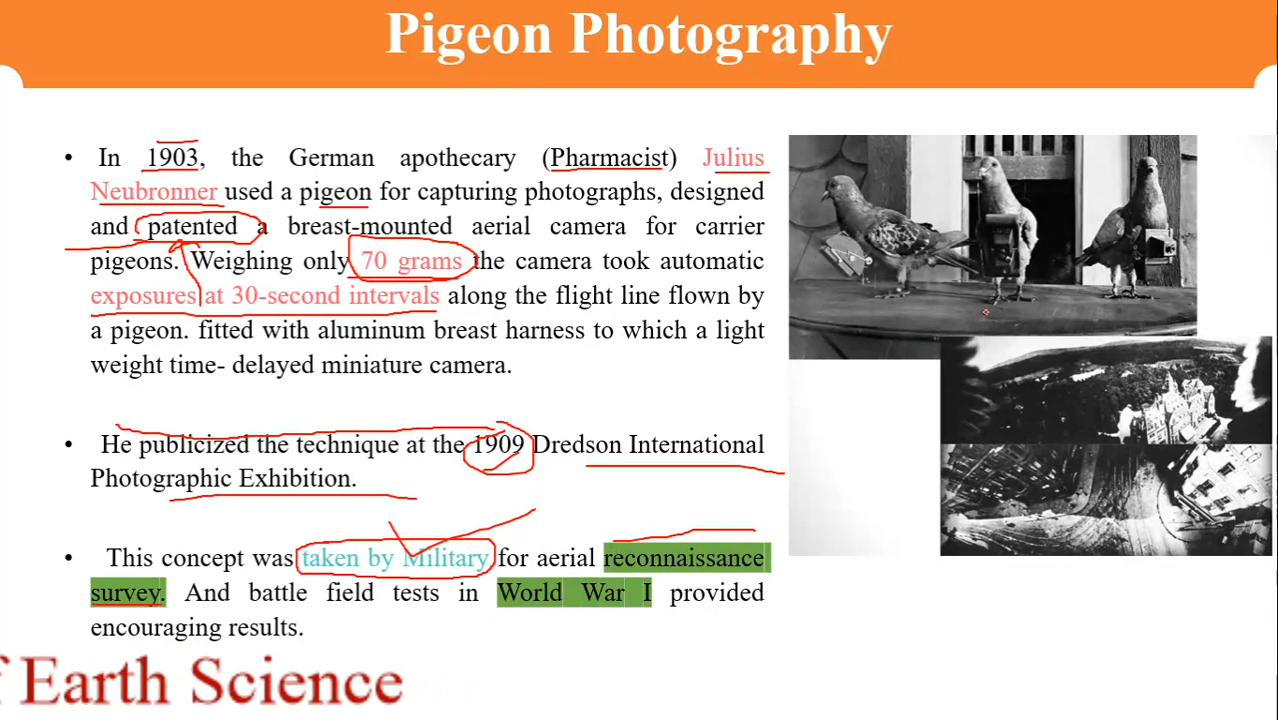 Pigeon Photography
• In 1903, the German apothecary (Pharmacist) Julius
Neubronner used a pigeon for capturing photographs, designed
and patented a breast-mounted aerial camera for carrier
pigeons. Weighing only 70 grams the camera took automatic
exposures at 30-second intervals along the flight line flown by
a pigeon. fitted with aluminum breast harness to which a light
weight time- delayed miniature camera.
• He publicized the technique at the 1909 Dredson International
Photographic Exhibition.
• This concept was taken by Military for aerial reconnaissance
survey. And battle field tests in World War I provided
encouraging results.
f Earth Science